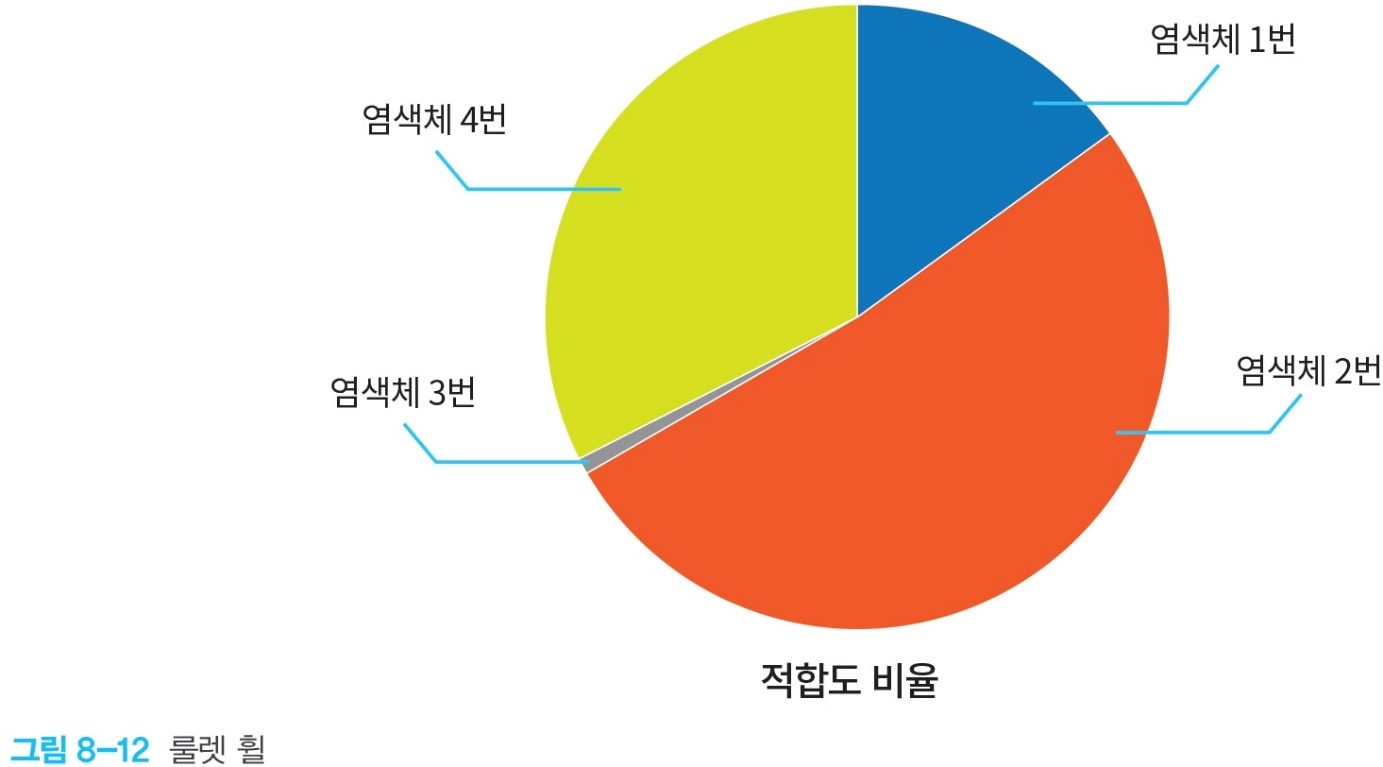 염색체 1번
염색체 4번
염색체 2번
염색체 3번
적합도 비율
그림 8-12 룰렛 휠